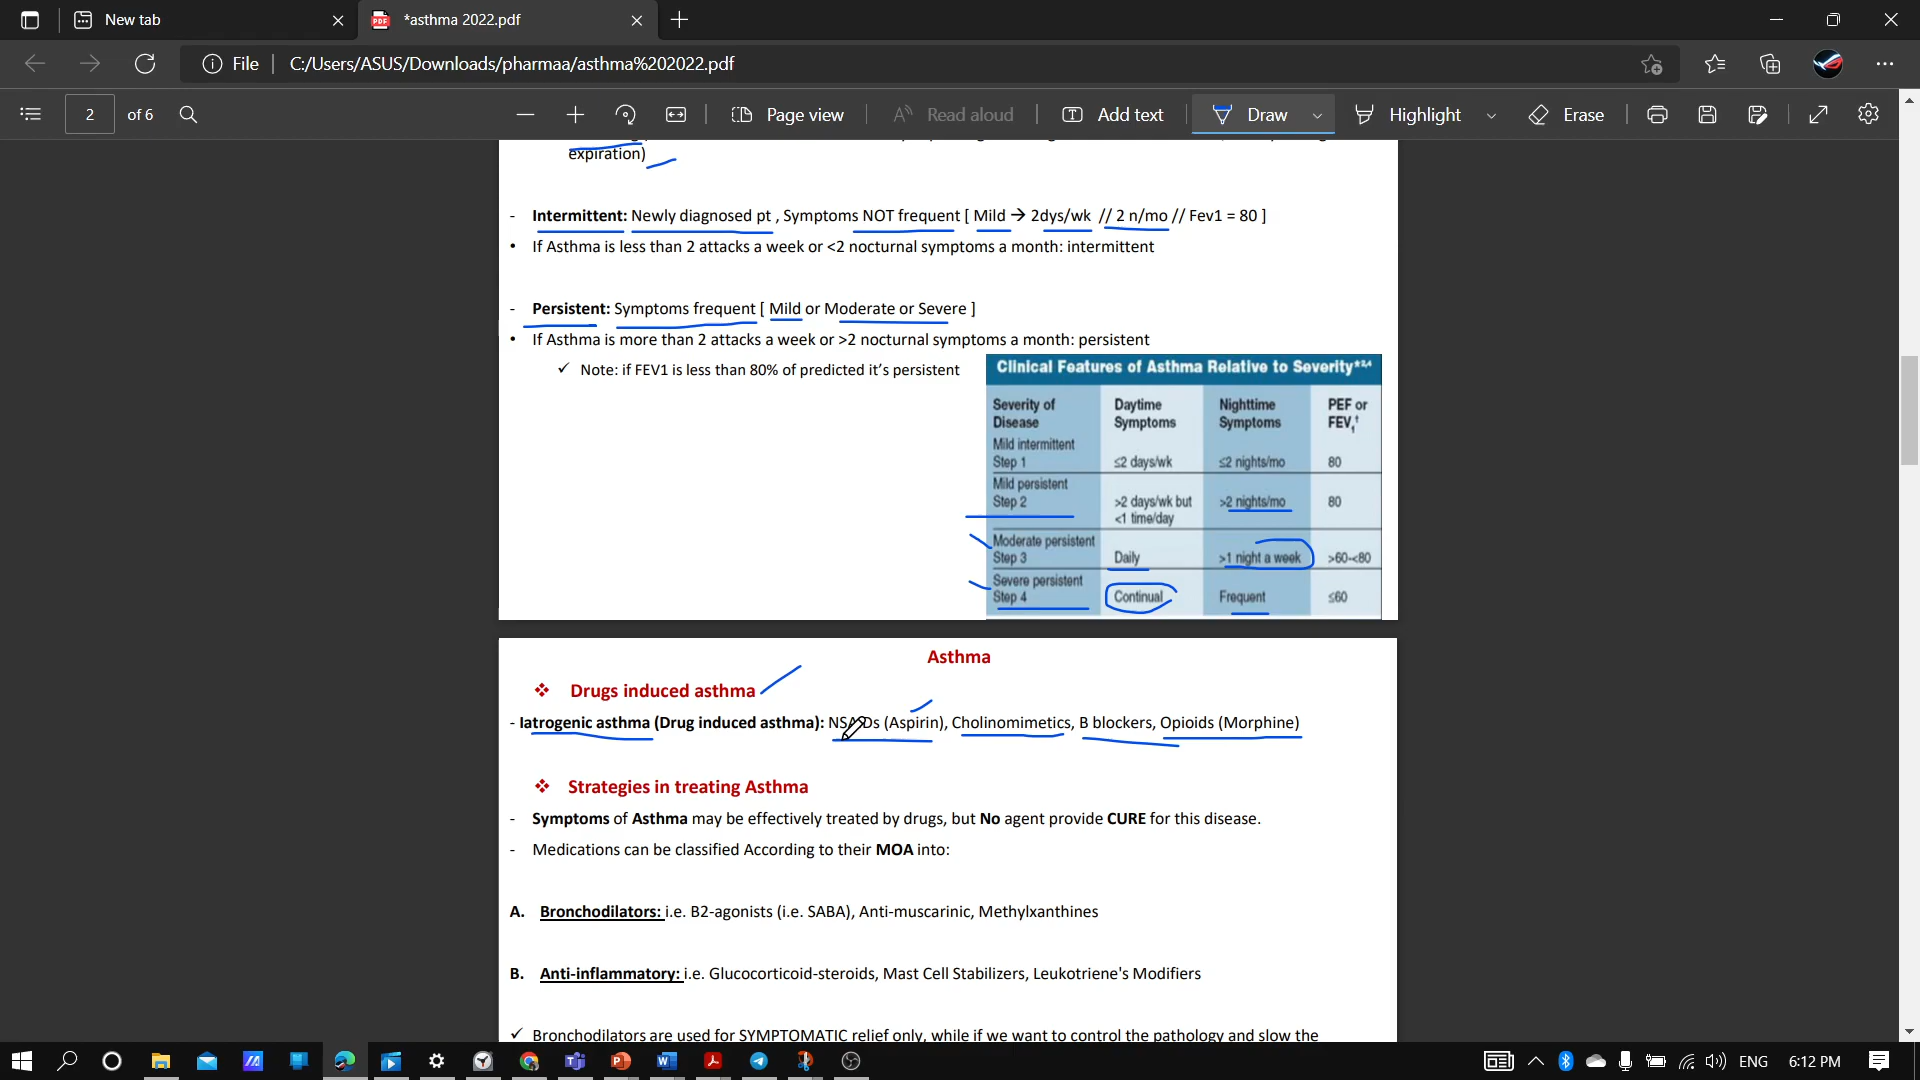 New tab
*asthma 2022.pdf
File
C:/Users/ASUS/Downloads/pharmaa/asthma%202022.pdf
2 of 6
Page view
Read aloud
Add text
Draw
Highlight
Erase
expiration)
- Intermittent: Newly diagnosed pt , Symptoms NOT frequent [ Mild → 2dys/wk // 2 n/mo // Fev1 = 80 ]
• If Asthma is less than 2 attacks a week or <2 nocturnal symptoms a month: intermittent
- Persistent: Symptoms frequent [ Mild or Moderate or Severe ]
• If Asthma is more than 2 attacks a week or >2 nocturnal symptoms a month: persistent
✓ Note: if FEV1 is less than 80% of predicted it’s persistent
Clinical Features of Asthma Relative to Severity*2,4
Severity of Disease Daytime Symptoms Nighttime Symptoms PEF or FEV1†
Mild intermittent
Step 1 ≤2 days/wk ≤2 nights/mo 80
Mild persistent
Step 2 >2 days/wk but <1 time/day >2 nights/mo 80
Moderate persistent
Step 3 Daily >1 night a week >60-<80
Severe persistent
Step 4 Continual Frequent ≤60
Asthma
❖ Drugs induced asthma
- Iatrogenic asthma (Drug induced asthma): NSAIDs (Aspirin), Cholinomimetics, B blockers, Opioids (Morphine)
❖ Strategies in treating Asthma
- Symptoms of Asthma may be effectively treated by drugs, but No agent provide CURE for this disease.
- Medications can be classified According to their MOA into:
A. Bronchodilators: i.e. B2-agonists (i.e. SABA), Anti-muscarinic, Methylxanthines
B. Anti-inflammatory: i.e. Glucocorticoid-steroids, Mast Cell Stabilizers, Leukotriene's Modifiers
✓ Bronchodilators are used for SYMPTOMATIC relief only, while if we want to control the pathology and slow the
ENG
6:12 PM